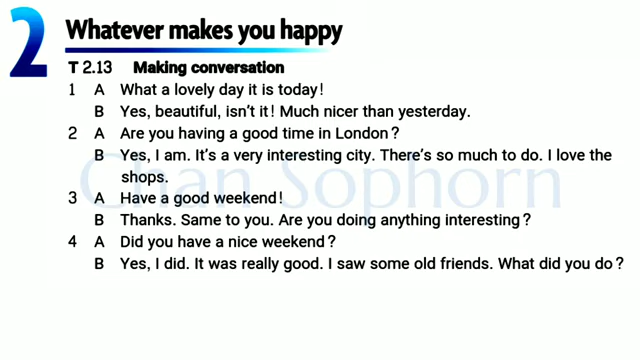 2 Whatever makes you happy
T 2.13 Making conversation
1 A What a lovely day it is today!
B Yes, beautiful, isn't it! Much nicer than yesterday.
2 A Are you having a good time in London?
B Yes, I am. It's a very interesting city. There's so much to do. I love the
shops.
Chan Sophorn
3 A Have a good weekend!
B Thanks. Same to you. Are you doing anything interesting?
4 A Did you have a nice weekend?
B Yes, I did. It was really good. I saw some old friends. What did you do?